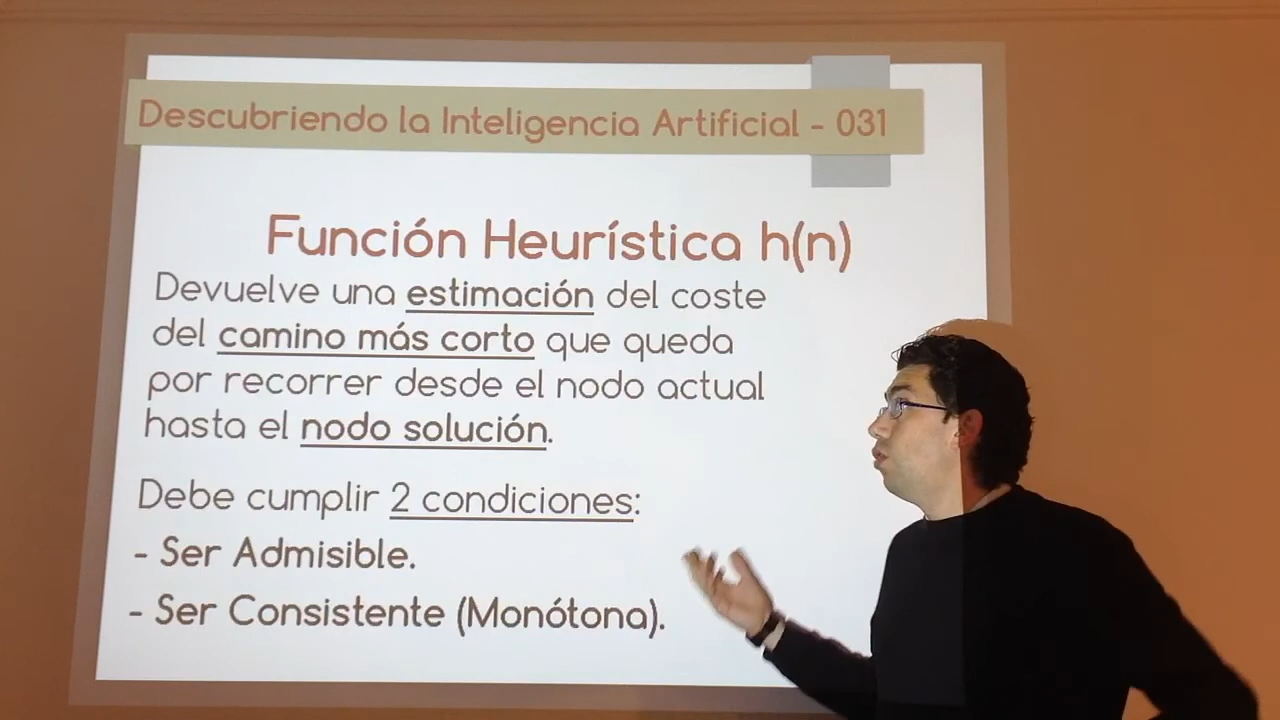 Descubriendo la Inteligencia Artificial - 031
Función Heurística h(n)
Devuelve una estimación del coste
del camino más corto que queda
por recorrer desde el nodo actual
hasta el nodo solución.
Debe cumplir 2 condiciones:
- Ser Admisible.
- Ser Consistente (Monótona).